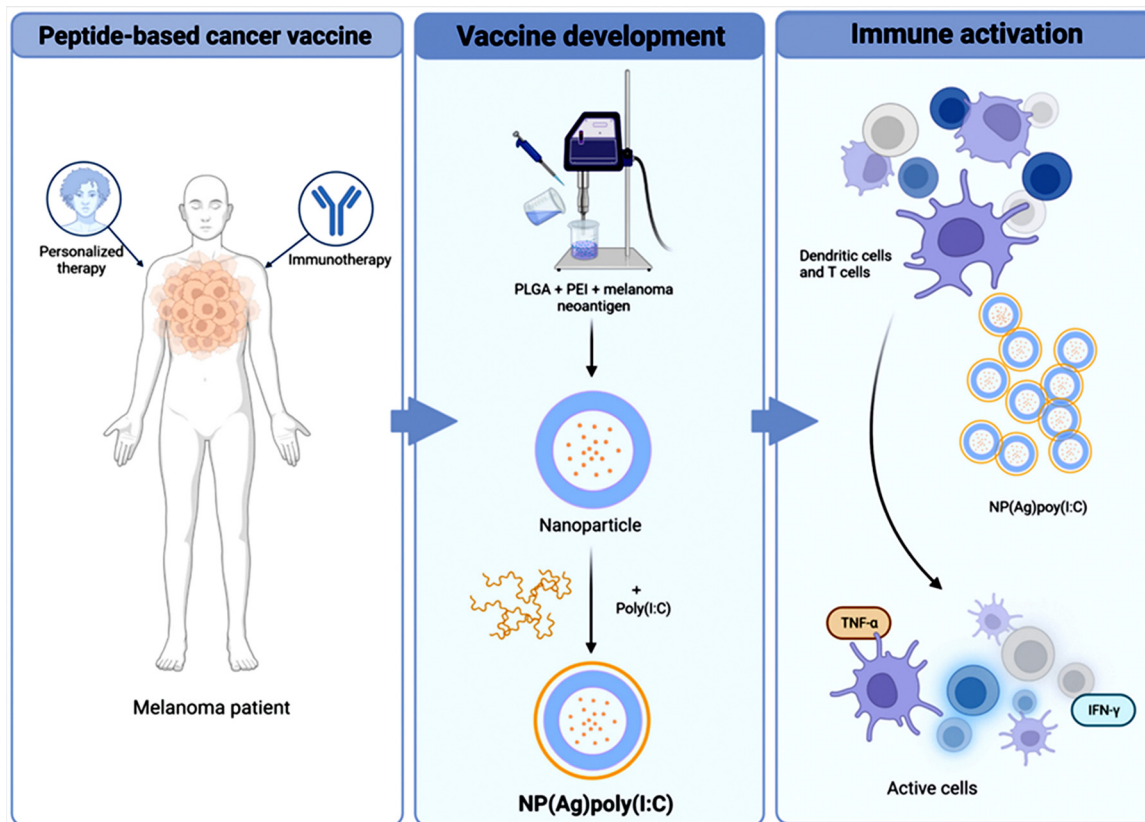 Peptide-based cancer vaccine
Personalized
therapy
Immunotherapy
Melanoma patient
Vaccine development
PLGA + PEI + melanoma
neoantigen
Nanoparticle
+
Poly(I:C)
NP(Ag)poly(I:C)
Immune activation
Dendritic cells
and T cells
NP(Ag)poy(I:C)
TNF-α
IFN-γ
Active cells